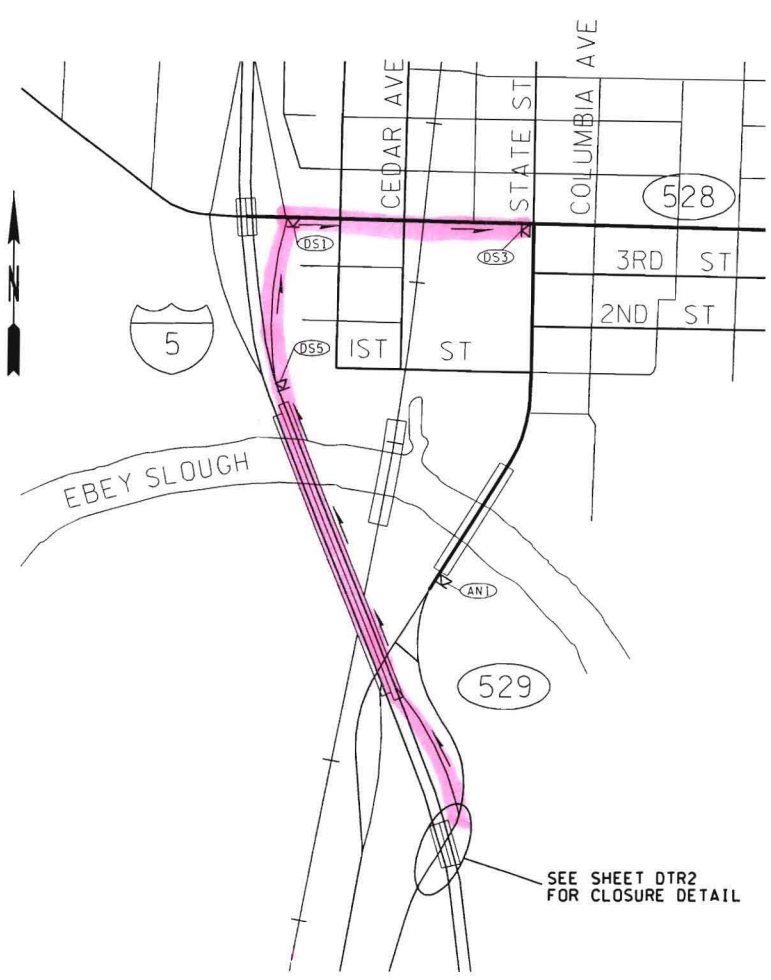 CEDAR AVE
STATE ST
COLUMBIA AVE
528
DS1
DS3
3RD ST
N
2ND ST
5
DS5
1ST ST
EBEY SLOUGH
AN1
529
SEE SHEET DTR2
FOR CLOSURE DETAIL